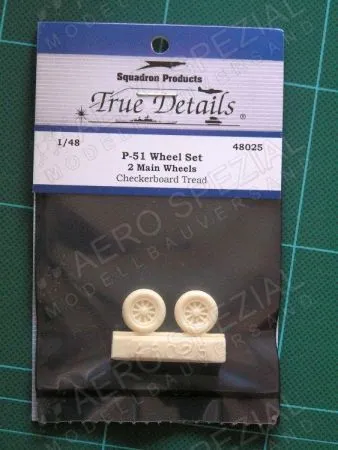 Squadron Products
True Details®
1/48
48025
P-51 Wheel Set
2 Main Wheels
Checkerboard Tread
AERO SPEZIAL
MODELLBAUVERSAND